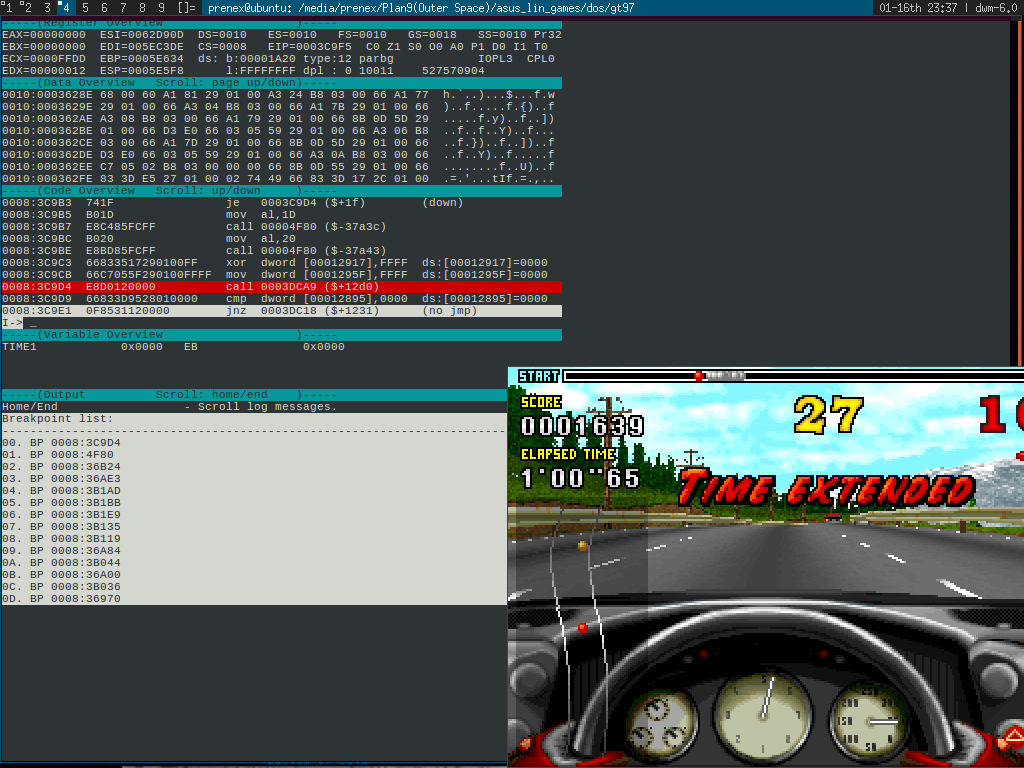 1 2 3 4 5 6 7 8 9 []= prenex@ubuntu: /media/prenex/Plan9(Outer Space)/asus_lin_games/dos/gt97 01-16th 23:37 | dwm-6.0
-----(Register Overview                   )-----
EAX=00000000  ESI=0062D90D  DS=0010   ES=0010   FS=0010   GS=0018   SS=0010 Pr32
EBX=00000000  EDI=005EC3DE  CS=0008   EIP=0003C9F5  C0 Z1 S0 O0 A0 P1 D0 I1 T0
ECX=0000FFDD  EBP=0005E634  ds: b:00001A20 type:12 parbg            IOPL3  CPL0
EDX=00000012  ESP=0005E5F8      l:FFFFFFFF dpl : 0 10011    527570904
-----(Data Overview   Scroll: page up/down)-----
0010:0003628E  68 00 60 A1 81 29 01 00 A3 24 B8 03 00 66 A1 77  h.`..)...$...f.w
0010:0003629E  29 01 00 66 A3 04 B8 03 00 66 A1 7B 29 01 00 66  )..f.....f.{)..f
0010:000362AE  A3 08 B8 03 00 66 A1 79 29 01 00 66 8B 0D 5D 29  .....f.y)..f..])
0010:000362BE  01 00 66 D3 E0 66 03 05 59 29 01 00 66 A3 06 B8  ..f..f..Y)..f...
0010:000362CE  03 00 66 A1 7D 29 01 00 66 8B 0D 5D 29 01 00 66  ..f.})..f..])..f
0010:000362DE  D3 E0 66 03 05 59 29 01 00 66 A3 0A B8 03 00 66  ..f..Y)..f.....f
0010:000362EE  C7 05 02 B8 03 00 00 00 66 8B 0D 55 29 01 00 66  ........f..U)..f
0010:000362FE  83 3D E5 27 01 00 02 74 49 66 83 3D 17 2C 01 00  .=.'...tIf.=.,..
-----(Code Overview   Scroll: up/down     )-----
0008:3C9B3  741F                je   0003C9D4 ($+1f)        (down)
0008:3C9B5  B01D                mov  al,1D
0008:3C9B7  E8C485FCFF          call 00004F80 ($-37a3c)
0008:3C9BC  B020                mov  al,20
0008:3C9BE  E8BD85FCFF          call 00004F80 ($-37a43)
0008:3C9C3  66833517290100FF    xor  dword [00012917],FFFF  ds:[00012917]=0000
0008:3C9CB  66C7055F290100FFFF  mov  dword [0001295F],FFFF  ds:[0001295F]=0000
0008:3C9D4  E8D0120000          call 0003DCA9 ($+12d0)
0008:3C9D9  66833D9528010000    cmp  dword [00012895],0000  ds:[00012895]=0000
0008:3C9E1  0F8531120000        jnz  0003DC18 ($+1231)      (no jmp)
I-> _
-----(Variable Overview                   )-----
TIME1            0x0000   EB               0x0000
-----(Output          Scroll: home/end    )-----
Home/End                  - Scroll log messages.
Breakpoint list:
------------------------------------------------------------------------
00. BP 0008:3C9D4
01. BP 0008:4F80
02. BP 0008:36B24
03. BP 0008:36AE3
04. BP 0008:3B1AD
05. BP 0008:3B1BB
06. BP 0008:3B1E9
07. BP 0008:3B135
08. BP 0008:3B119
09. BP 0008:36A84
0A. BP 0008:3B044
0B. BP 0008:36A00
0C. BP 0008:3B036
0D. BP 0008:36970
START
SCORE
0001639
27
ELAPSED TIME
1'00"65
TIME EXTENDED